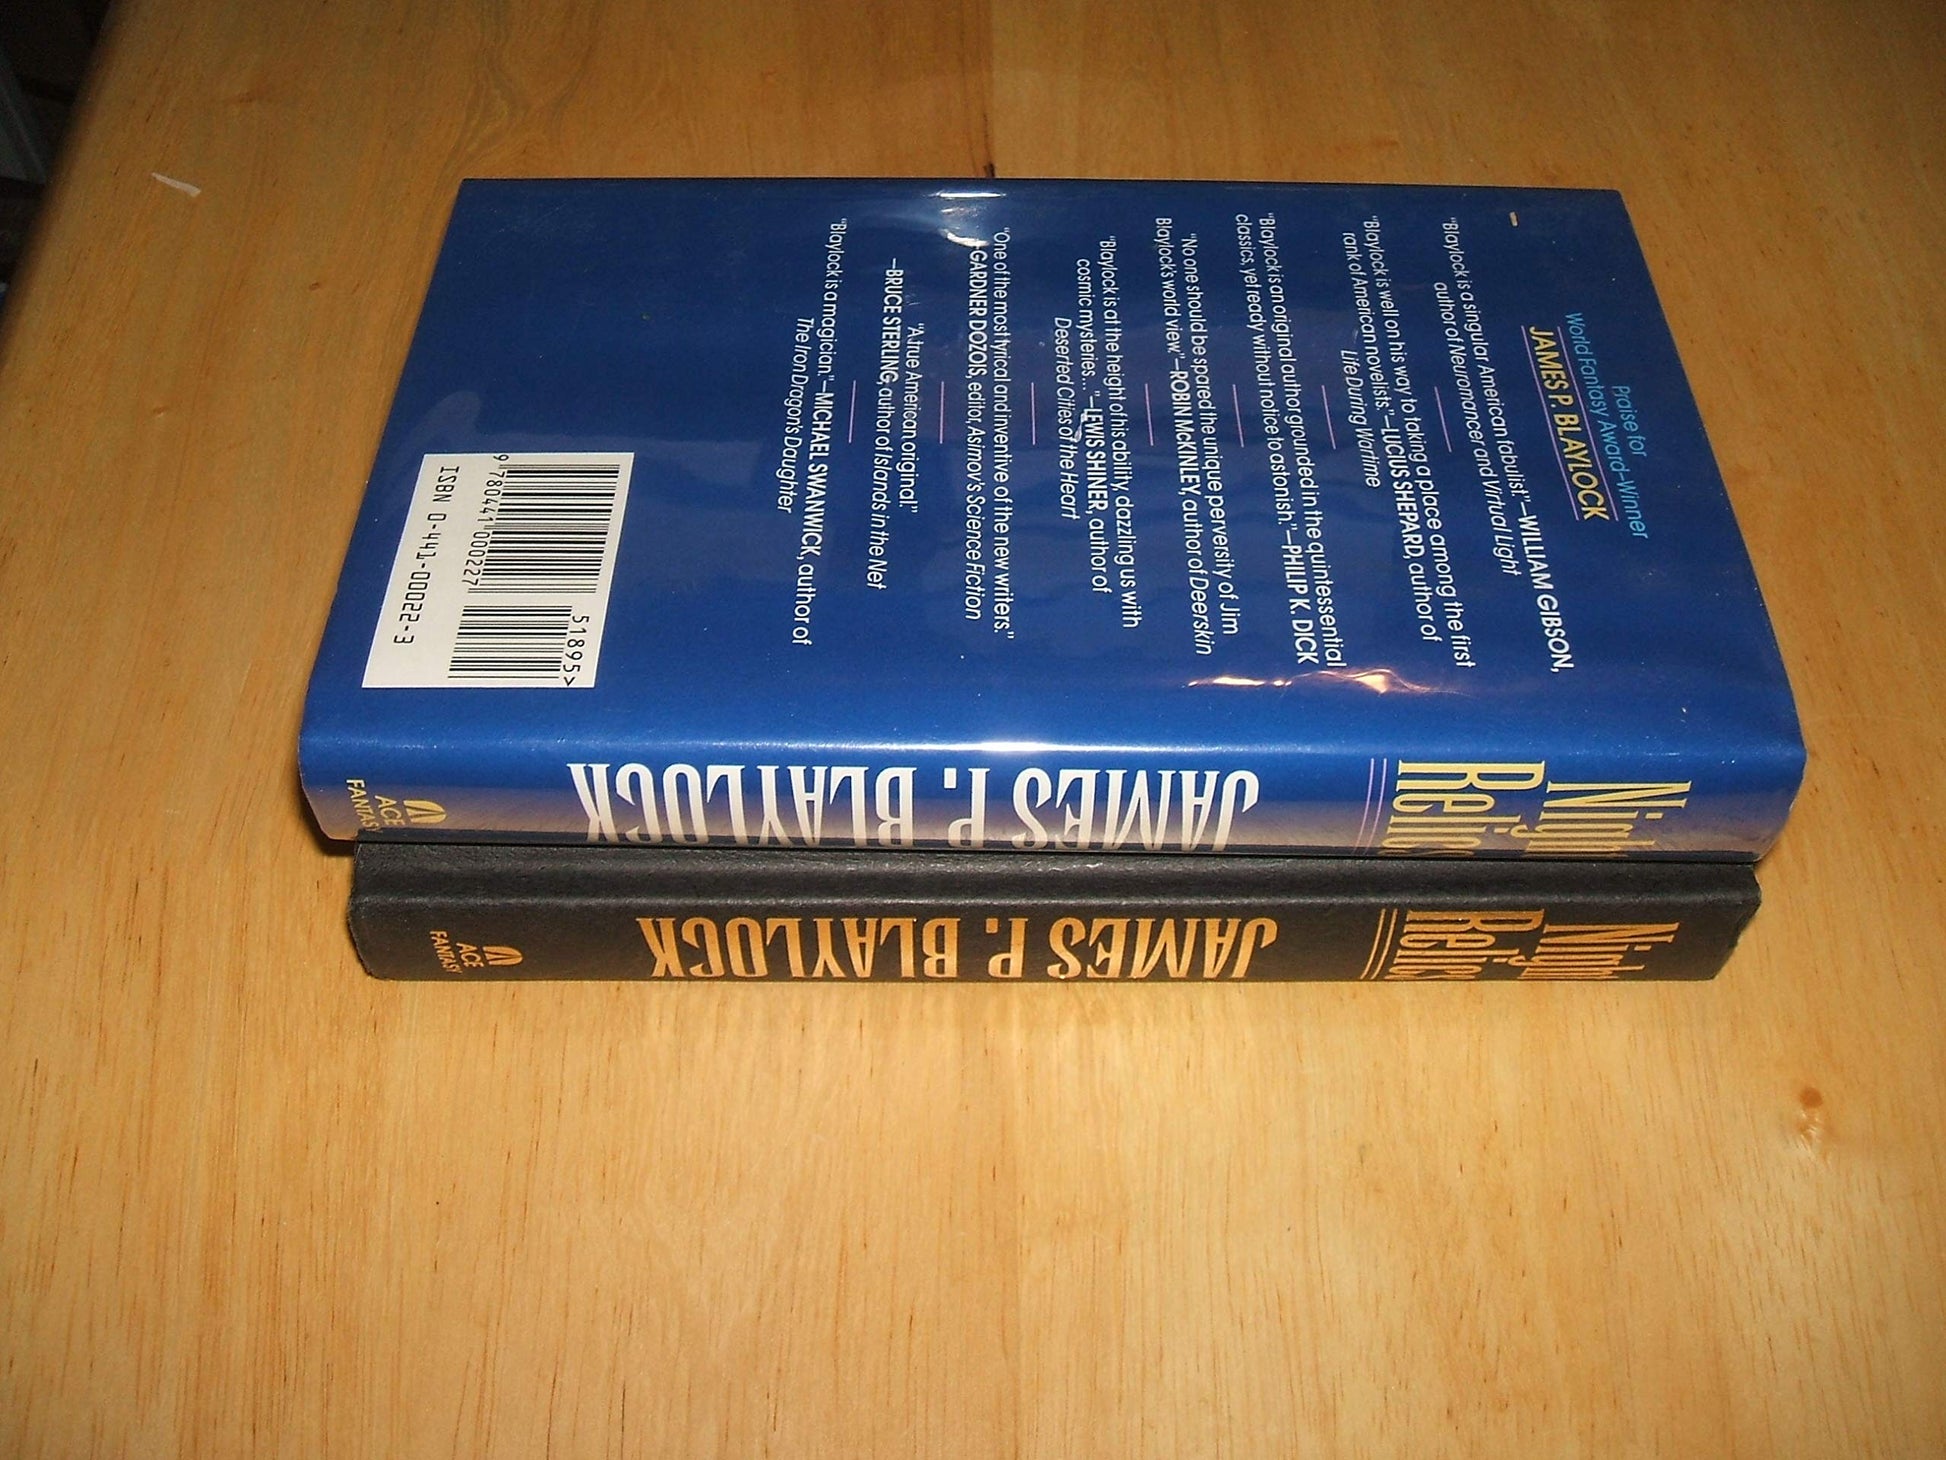 Praise for
World Fantasy Award–Winner
JAMES P. BLAYLOCK
"Blaylock is a singular American fabulist"—WILLIAM GIBSON,
author of Neuromancer and Virtual Light
"Blaylock is well on his way to taking a place among the first
rank of American novelists."—LUCIUS SHEPARD, author of
Life During Wartime
"Blaylock is an original author grounded in the quintessential
classics, yet ready without notice to astonish."—PHILIP K. DICK
"No one should be spared the unique perversity of Jim
Blaylock's world view."—ROBIN McKINLEY, author of Deerskin
"Blaylock is at the height of his ability, dazzling us with
cosmic mysteries..."—LEWIS SHINER, author of
Deserted Cities of the Heart
"One of the most lyrical and inventive of the new writers."
—GARDNER DOZOIS, editor, Asimov's Science Fiction
"A true American original."
—BRUCE STERLING, author of Islands in the Net
"Blaylock is a magician."—MICHAEL SWANWICK, author of
The Iron Dragon's Daughter
51895>
9 780441 000227
ISBN 0-441-00022-3
Night
Relics
JAMES P. BLAYLOCK
ACE
FANTASY
Night
Relics
JAMES P. BLAYLOCK
ACE
FANTASY